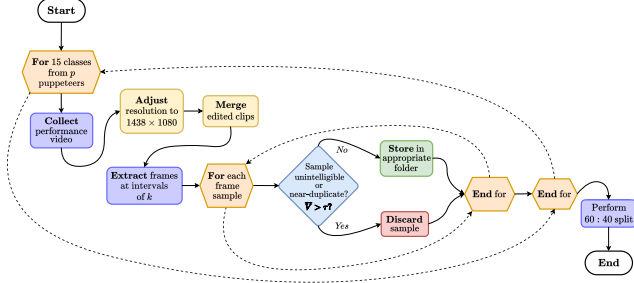 Start
For 15 classes
from p
puppeteers
Collect
performance
video
Adjust
resolution to
1438 × 1080
Merge
edited clips
Extract frames
at intervals
of k
For each
frame
sample
Sample
unintelligible
or
near-duplicate?
No
Yes
Store in
appropriate
folder
Discard
sample
End for
End for
Perform
60 : 40 split
End